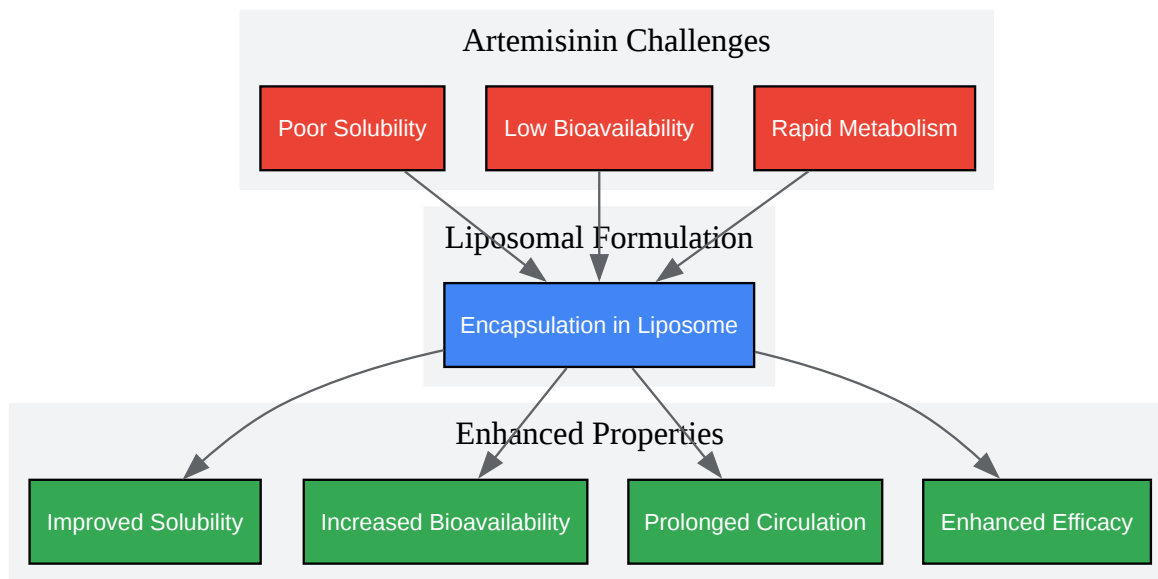 Artemisinin Challenges
Poor Solubility
Low Bioavailability
Rapid Metabolism
Liposomal Formulation
Encapsulation in Liposome
Enhanced Properties
Improved Solubility
Increased Bioavailability
Prolonged Circulation
Enhanced Efficacy